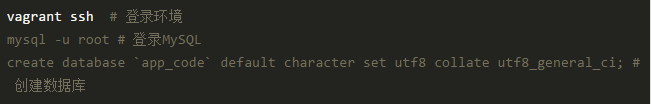 vagrant ssh  # 登录环境
mysql -u root # 登录MySQL
create database `app_code` default character set utf8 collate utf8_general_ci; #
创建数据库